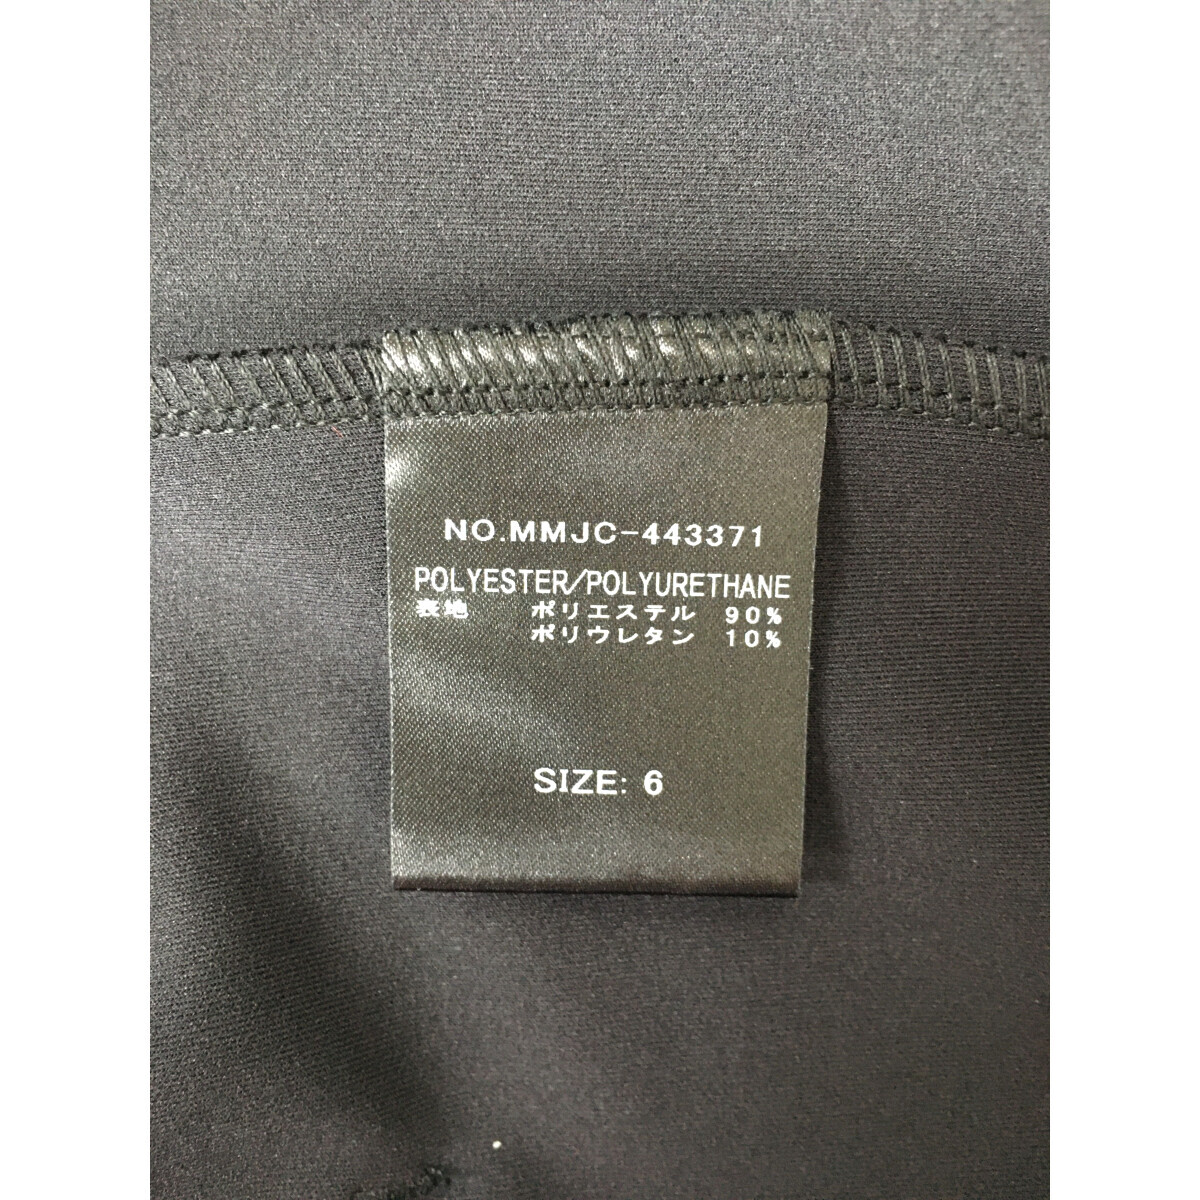 NO.MMJC-443371
POLYESTER/POLYURETHANE
表地 ポリエステル 90%
ポリウレタン 10%
SIZE: 6